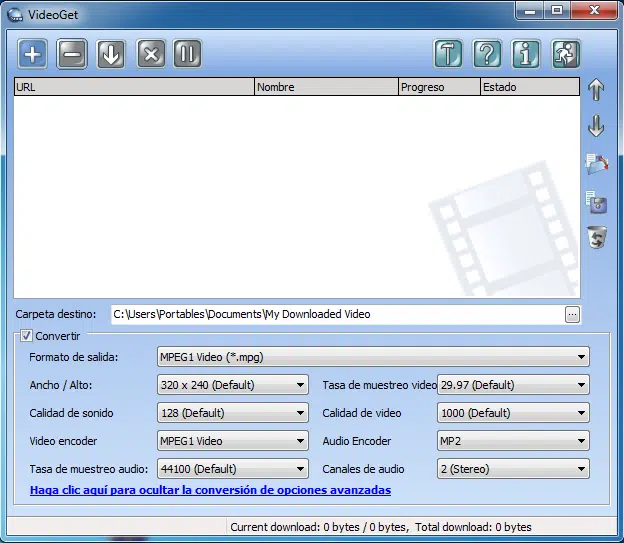 VideoGet
URL Nombre Progreso Estado
Carpeta destino: C:\Users\Portables\Documents\My Downloaded Video ...
Convertir
Formato de salida: MPEG1 Video (*.mpg)
Ancho / Alto: 320 x 240 (Default) Tasa de muestreo video 29.97 (Default)
Calidad de sonido 128 (Default) Calidad de video 1000 (Default)
Video encoder MPEG1 Video Audio Encoder MP2
Tasa de muestreo audio: 44100 (Default) Canales de audio 2 (Stereo)
Haga clic aquí para ocultar la conversión de opciones avanzadas
Current download: 0 bytes / 0 bytes, Total download: 0 bytes